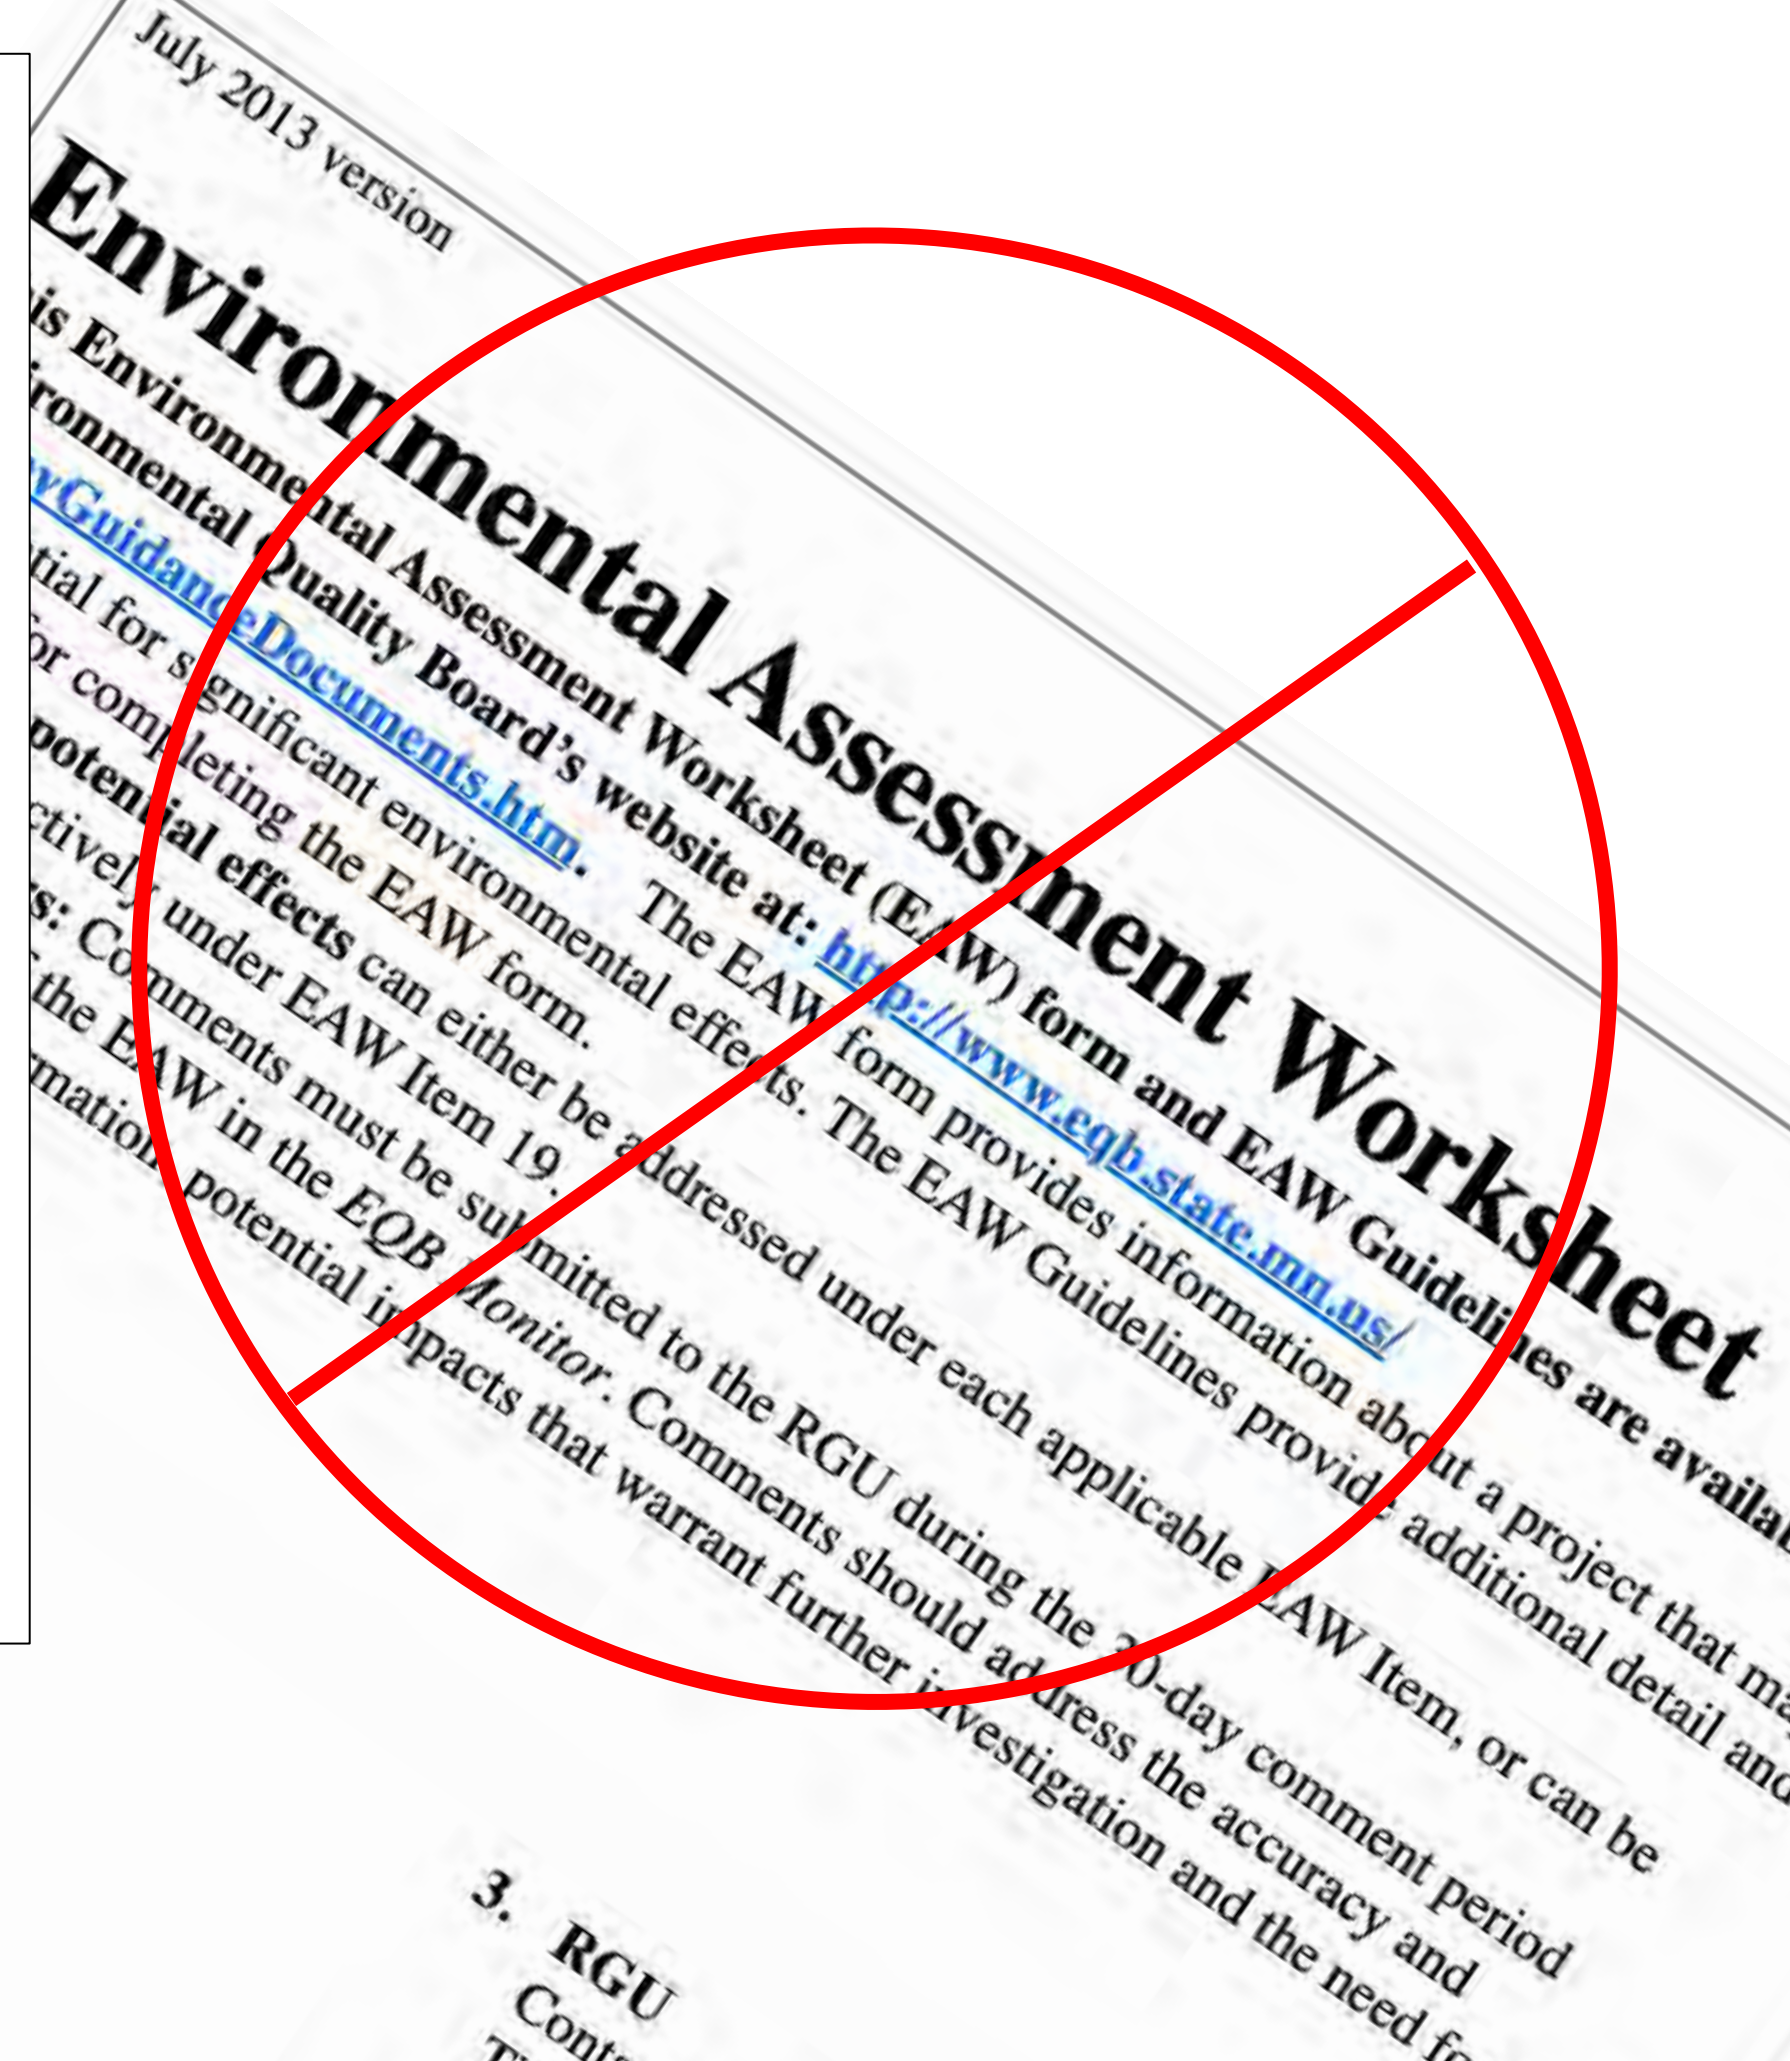 July 2013 version
Environmental Assessment Worksheet
is Environmental Assessment Worksheet (EAW) form and EAW Guidelines are availab
ironmental Quality Board’s website at: http://www.eqb.state.mn.us/
wGuidanceDocuments.htm. The EAW form provides information about a project that ma
tial for significant environmental effects. The EAW Guidelines provide additional detail and
or completing the EAW form.
potential effects can either be addressed under each applicable EAW Item, or can be
ctively under EAW Item 19.
s: Comments must be submitted to the RGU during the 30-day comment period
the EAW in the EQB Monitor. Comments should address the accuracy and
mation, potential impacts that warrant further investigation and the need fo
3. RGU
Cont